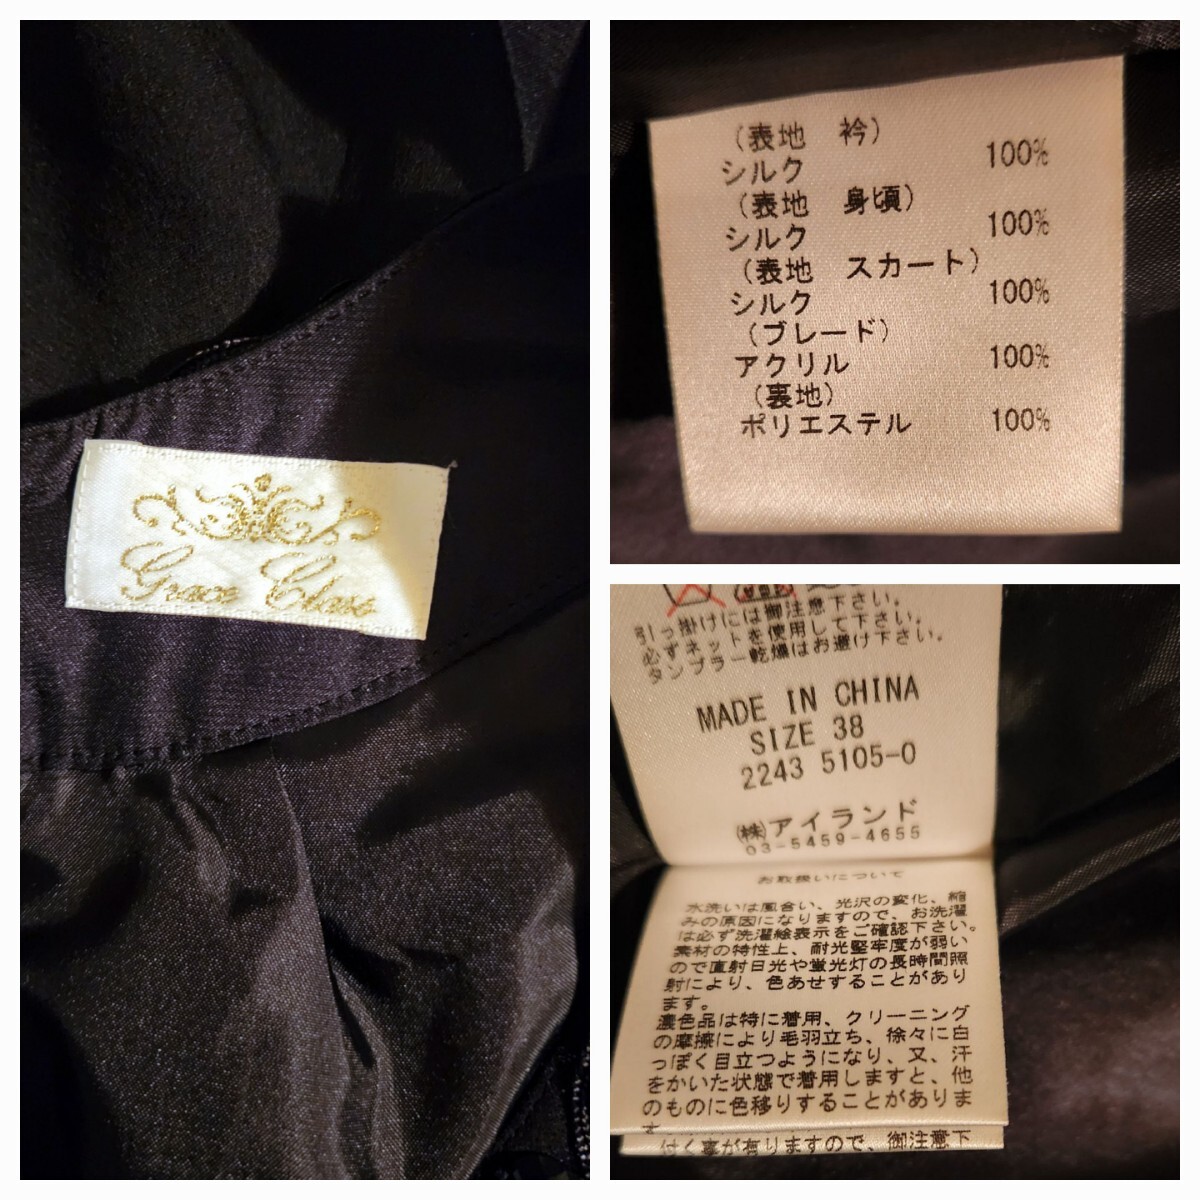 Grace Class
(表地　衿)
シルク 100%
(表地　身頃)
シルク 100%
(表地　スカート)
シルク 100%
(ブレード)
アクリル 100%
(裏地)
ポリエステル 100%
引っ掛けには御注意下さい。
必ずネットを使用して下さい。
タンブラー乾燥はお避け下さい。
MADE IN CHINA
SIZE 38
2243 5105-0
㈱アイランド
03-5459-4655
お取扱いについて
水洗いは風合い、光沢の変化、縮
みの原因になりますので、お洗濯
は必ず洗濯絵表示をご確認下さい。
素材の特性上、耐光堅牢度が弱い
ので直射日光や蛍光灯の長時間照
射により、色あせすることがあり
ます。
濃色品は特に着用、クリーニング
の摩擦により毛羽立ち、徐々に白
っぽく目立つようになり、又、汗
をかいた状態で着用しますと、他
のものに色移りすることがありま
す
付く事が有りますので、御注意下